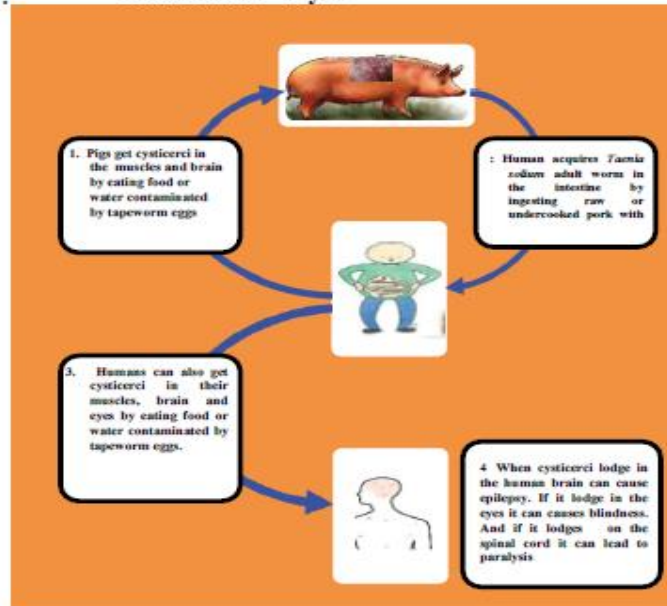 1. Pigs get cysticerci in
the muscles and brain
by eating food or
water contaminated
by tapeworm eggs
: Human acquires Taenia
solium adult worm in
the intestine by
ingesting raw or
undercooked pork with
3. Humans can also get
cysticerci in their
muscles, brain and
eyes by eating food or
water contaminated by
tapeworm eggs.
4 When cysticerci lodge in
the human brain can cause
epilepsy. If it lodge in the
eyes it can causes blindness.
And if it lodges on the
spinal cord it can lead to
paralysis